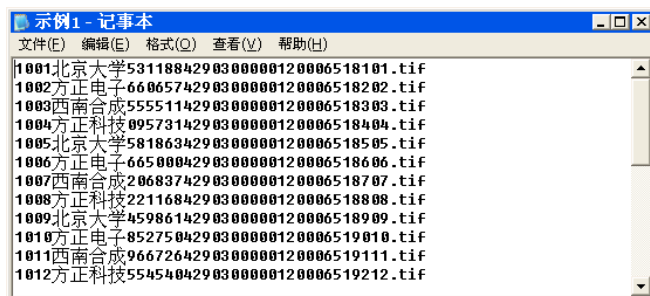 示例1 - 记事本
文件(F) 编辑(E) 格式(O) 查看(V) 帮助(H)
1001北京大学5311884290300000120006518101.tif
1002方正电子6606574290300000120006518202.tif
1003西南合成5555114290300000120006518303.tif
1004方正科技0957314290300000120006518404.tif
1005北京大学5818634290300000120006518505.tif
1006方正电子6650004290300000120006518606.tif
1007西南合成2068374290300000120006518707.tif
1008方正科技2211684290300000120006518808.tif
1009北京大学4598614290300000120006518909.tif
1010方正电子8527504290300000120006519010.tif
1011西南合成9667264290300000120006519111.tif
1012方正科技5545404290300000120006519212.tif